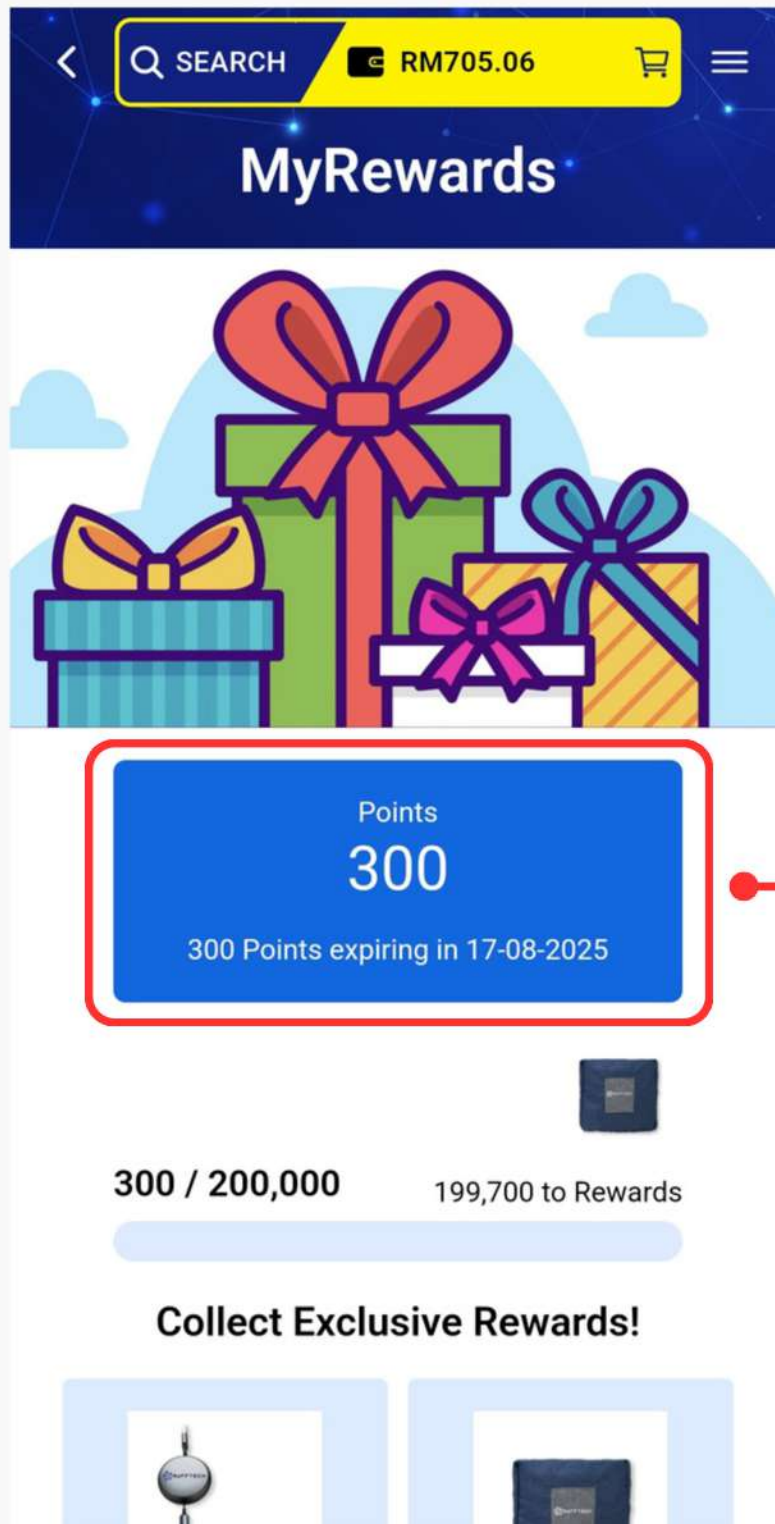 SEARCH
RM705.06
MyRewards
Points
300
300 Points expiring in 17-08-2025
300 / 200,000
199,700 to Rewards
Collect Exclusive Rewards!